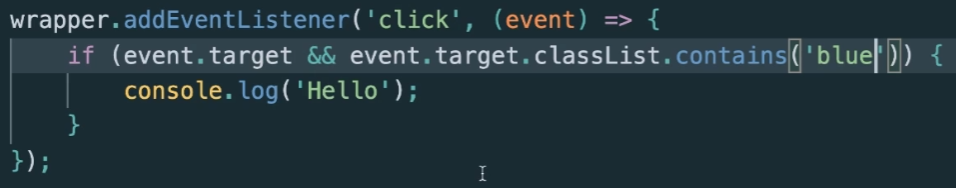 wrapper.addEventListener('click', (event) => {
    if (event.target && event.target.classList.contains('blue')) {
        console.log('Hello');
    }
});